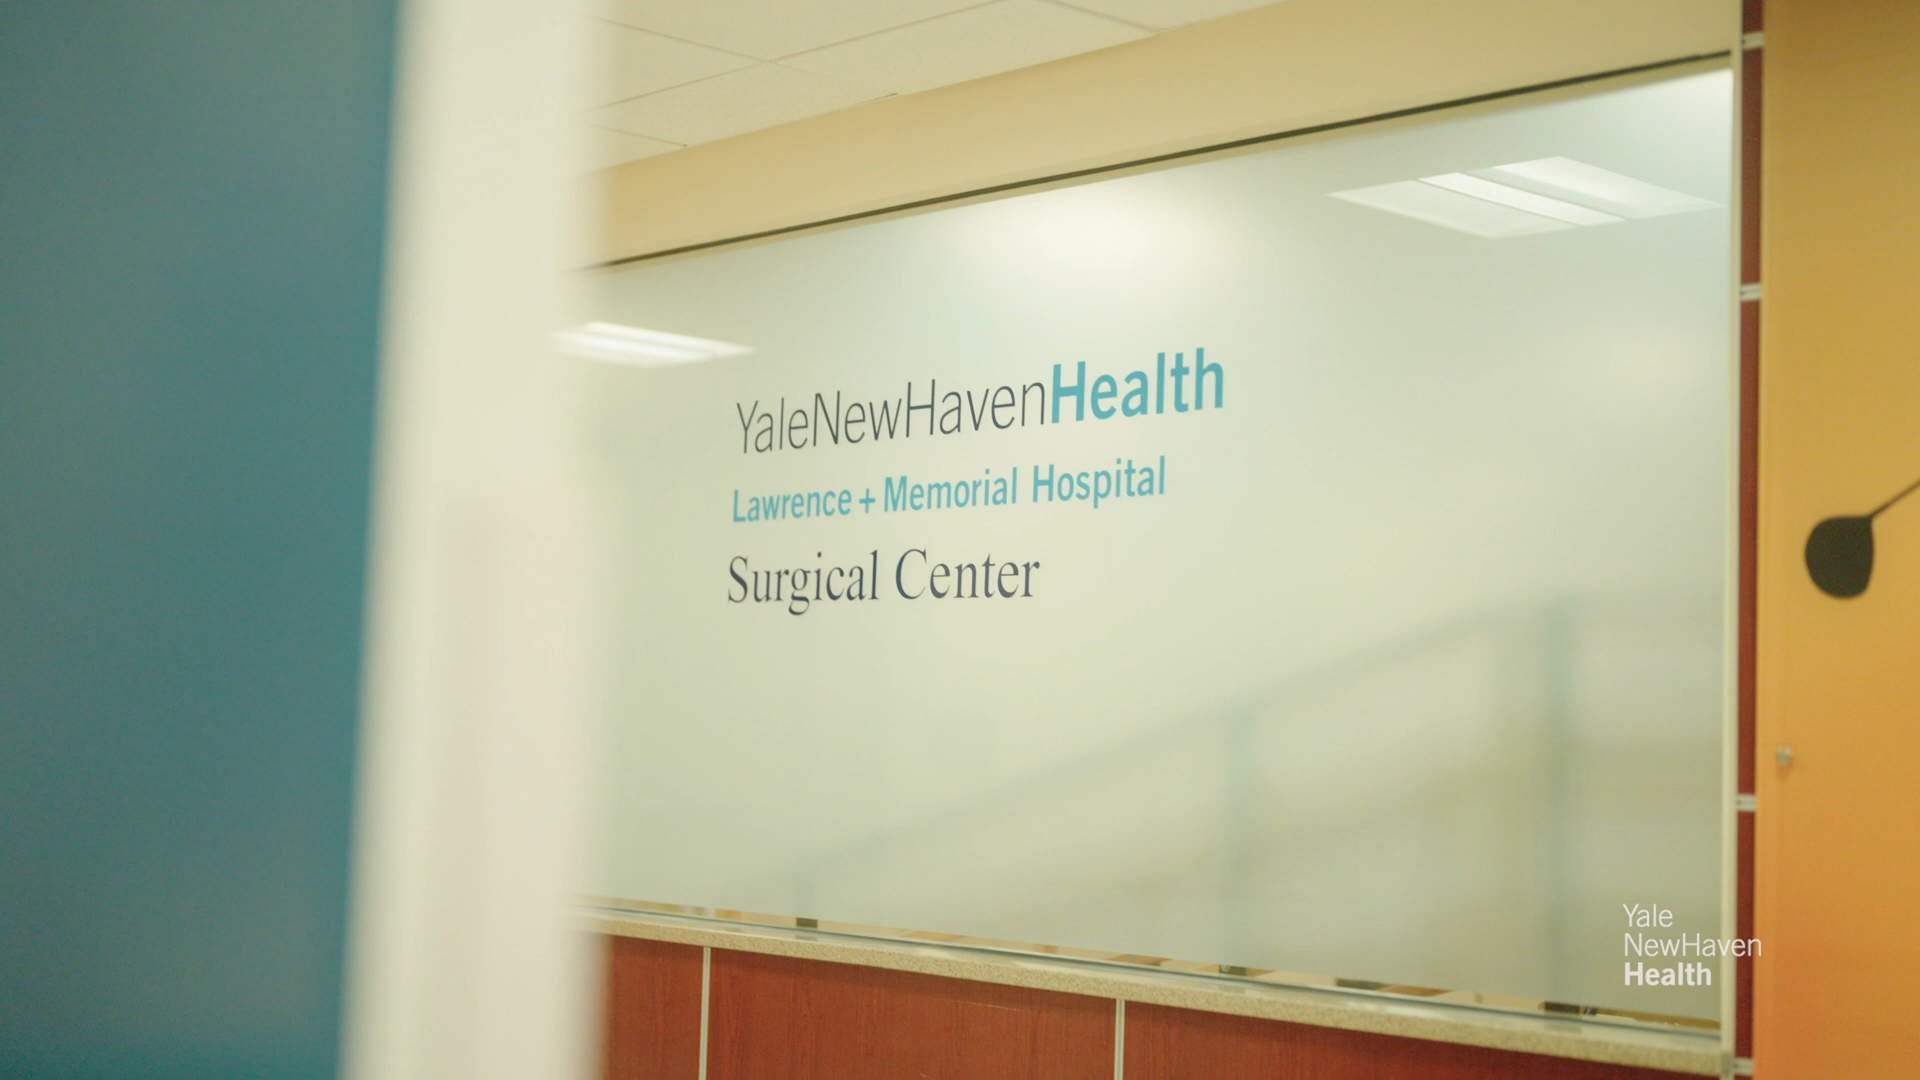 YaleNewHavenHealth
Lawrence + Memorial Hospital
Surgical Center
Yale
NewHaven
Health